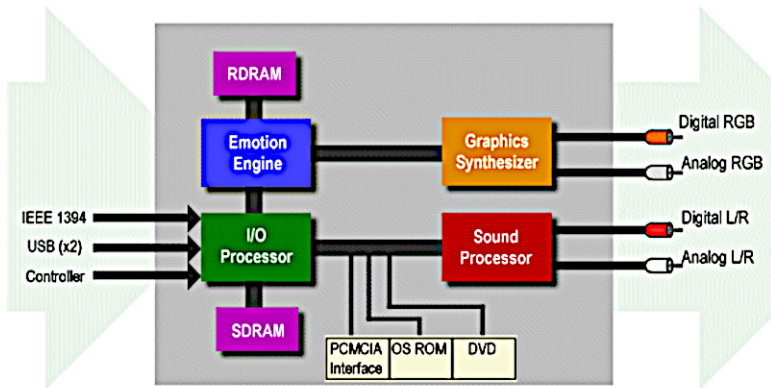 RDRAM
Emotion
Engine
Graphics
Synthesizer
Digital RGB
Analog RGB
IEEE 1394
USB (x2)
Controller
I/O
Processor
Sound
Processor
Digital L/R
Analog L/R
SDRAM
PCMCIA
Interface
OS ROM
DVD